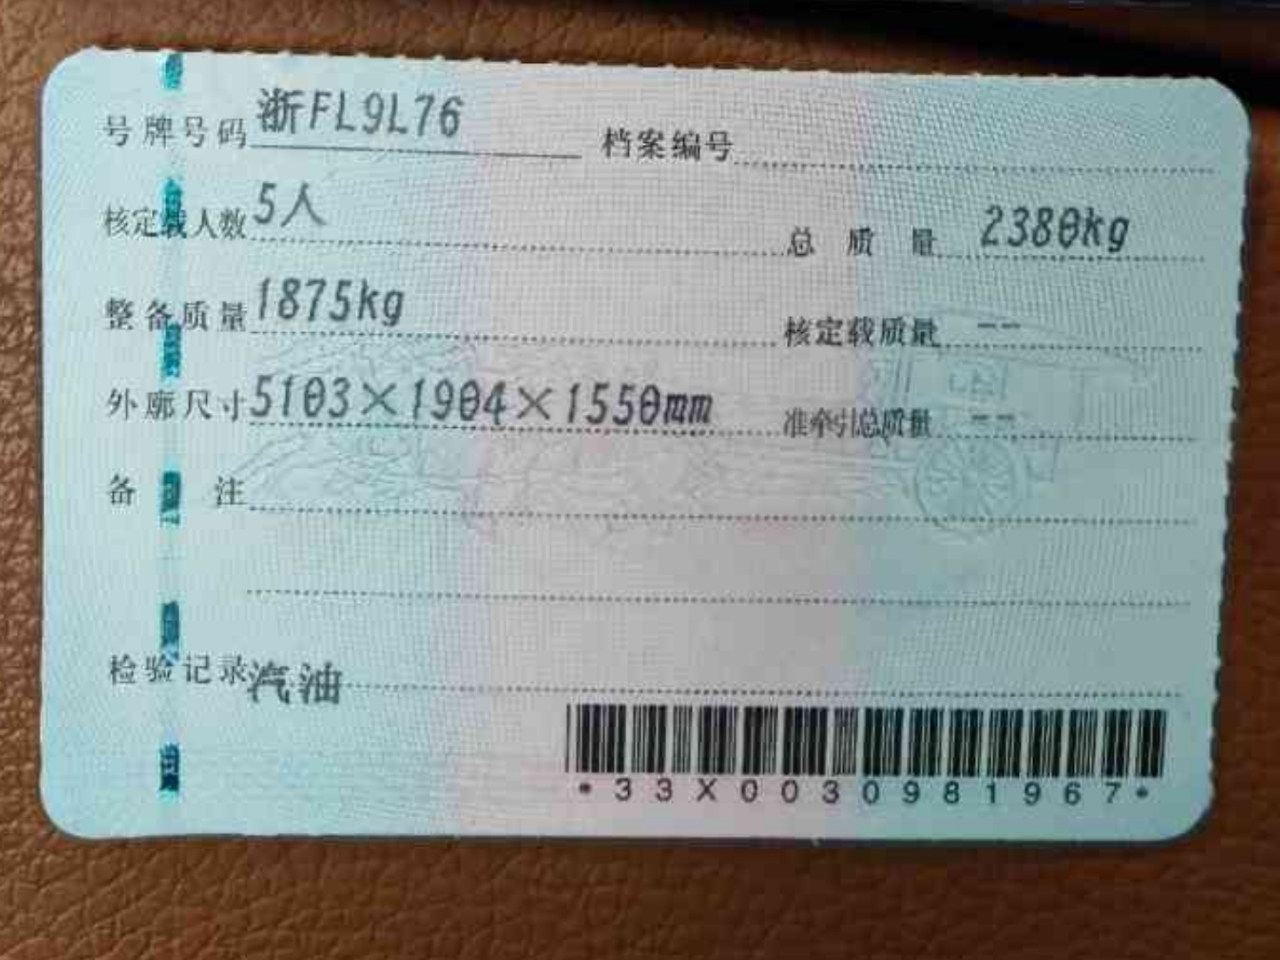 号牌号码 浙FL9L76 档案编号
核定载人数 5人 总质量 2380kg
整备质量 1875kg 核定载质量 --
外廓尺寸 5103×1904×1550mm 准牵引总质量 --
备注
检验记录 汽油
*33X0030981967*